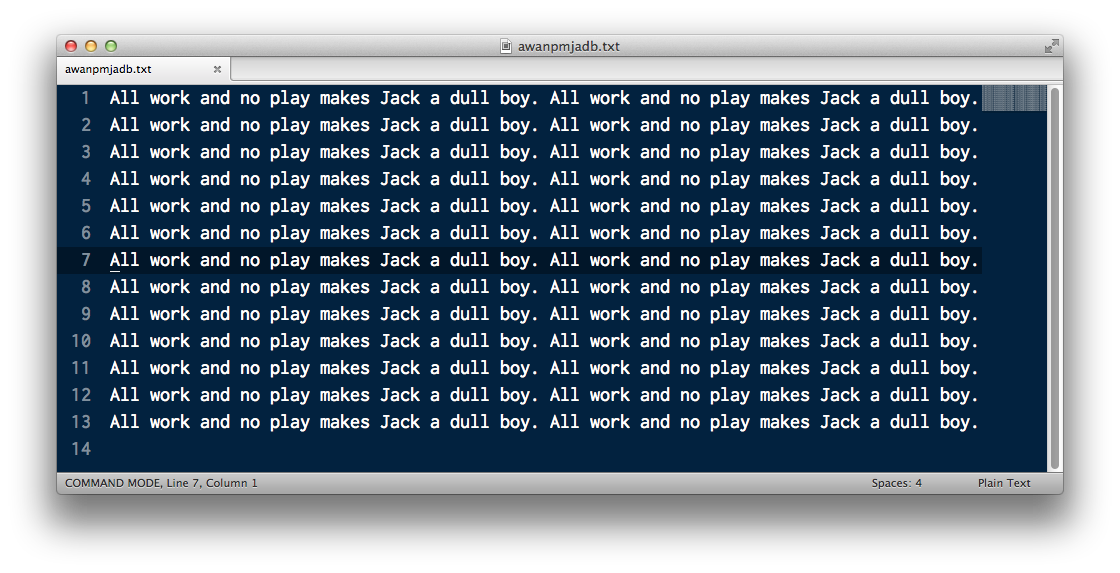 awanpmjadb.txt
awanpmjadb.txt
1 All work and no play makes Jack a dull boy. All work and no play makes Jack a dull boy.
2 All work and no play makes Jack a dull boy. All work and no play makes Jack a dull boy.
3 All work and no play makes Jack a dull boy. All work and no play makes Jack a dull boy.
4 All work and no play makes Jack a dull boy. All work and no play makes Jack a dull boy.
5 All work and no play makes Jack a dull boy. All work and no play makes Jack a dull boy.
6 All work and no play makes Jack a dull boy. All work and no play makes Jack a dull boy.
7 All work and no play makes Jack a dull boy. All work and no play makes Jack a dull boy.
8 All work and no play makes Jack a dull boy. All work and no play makes Jack a dull boy.
9 All work and no play makes Jack a dull boy. All work and no play makes Jack a dull boy.
10 All work and no play makes Jack a dull boy. All work and no play makes Jack a dull boy.
11 All work and no play makes Jack a dull boy. All work and no play makes Jack a dull boy.
12 All work and no play makes Jack a dull boy. All work and no play makes Jack a dull boy.
13 All work and no play makes Jack a dull boy. All work and no play makes Jack a dull boy.
14
COMMAND MODE, Line 7, Column 1 Spaces: 4 Plain Text